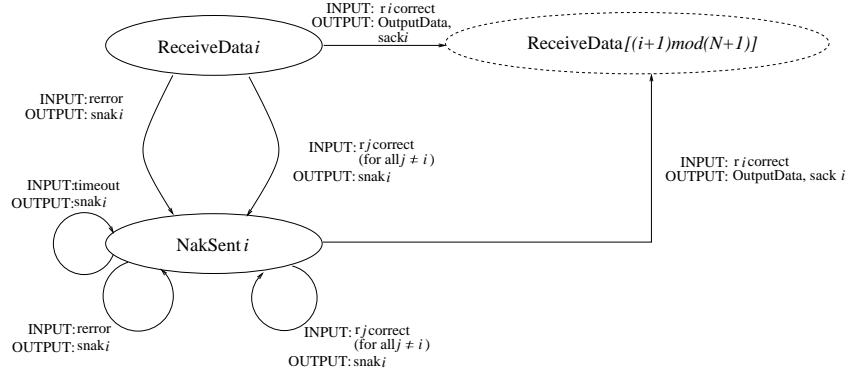 INPUT: r i correct
OUTPUT: OutputData,
sack i
ReceiveData i
ReceiveData[(i+1)mod(N+1)]
INPUT: rerror
OUTPUT: snak i
INPUT: r j correct
(for all j ≠ i)
OUTPUT: snak i
INPUT: r i correct
OUTPUT: OutputData, sack i
INPUT: timeout
OUTPUT: snak i
NakSent i
INPUT: rerror
OUTPUT: snak i
INPUT: r j correct
(for all j ≠ i)
OUTPUT: snak i